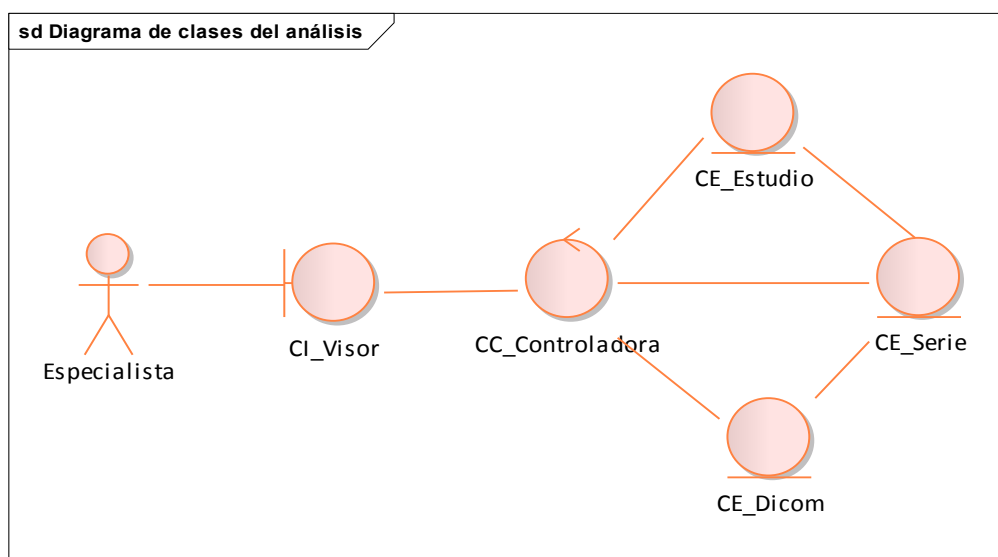 sd Diagrama de clases del análisis
CE_Estudio
CI_Visor
CC_Controladora
CE_Serie
Especialista
CE_Dicom